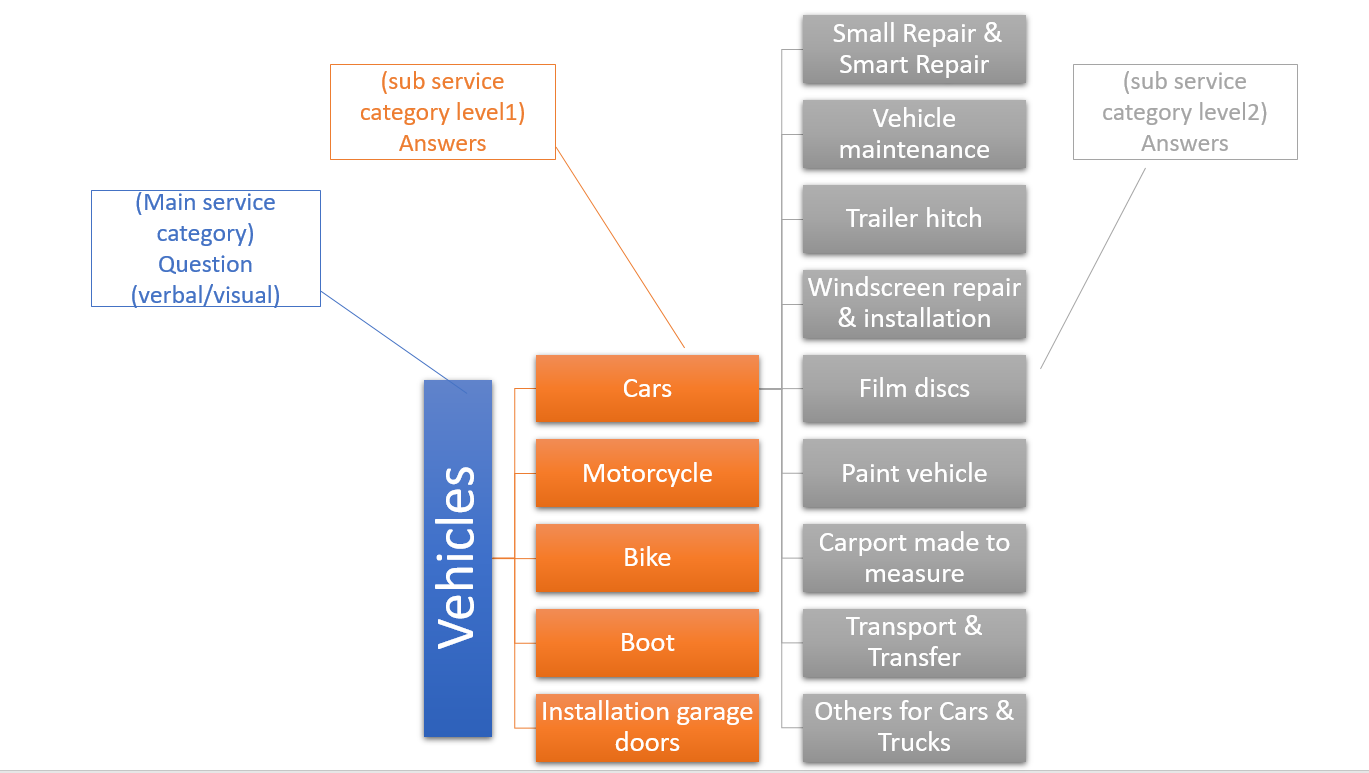 (Main service
category)
Question
(verbal/visual)
(sub service
category level1)
Answers
(sub service
category level2)
Answers
Vehicles
Cars
Motorcycle
Bike
Boot
Installation garage
doors
Small Repair &
Smart Repair
Vehicle
maintenance
Trailer hitch
Windscreen repair
& installation
Film discs
Paint vehicle
Carport made to
measure
Transport &
Transfer
Others for Cars &
Trucks